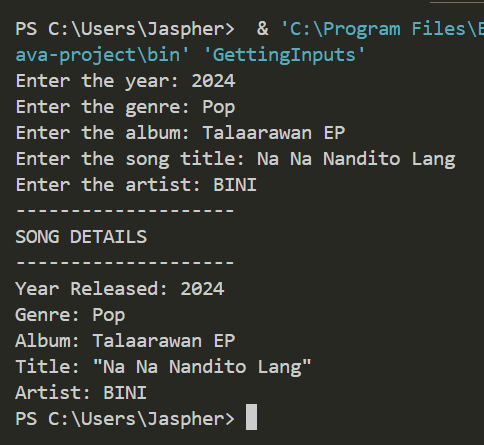 PS C:\Users\Jaspher>  & 'C:\Program Files\E
ava-project\bin' 'GettingInputs'
Enter the year: 2024
Enter the genre: Pop
Enter the album: Talaarawan EP
Enter the song title: Na Na Nandito Lang
Enter the artist: BINI
--------------------
SONG DETAILS
--------------------
Year Released: 2024
Genre: Pop
Album: Talaarawan EP
Title: "Na Na Nandito Lang"
Artist: BINI
PS C:\Users\Jaspher>